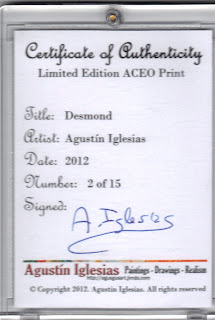 Certificate of Authenticity
Limited Edition ACEO Print
Title: Desmond
Artist: Agustín Iglesias
Date: 2012
Number: 2 of 15
Signed: A. Iglesias
Agustín Iglesias Paintings - Drawings - Realism
© Copyright 2012. Agustin Iglesias. All rights reserved